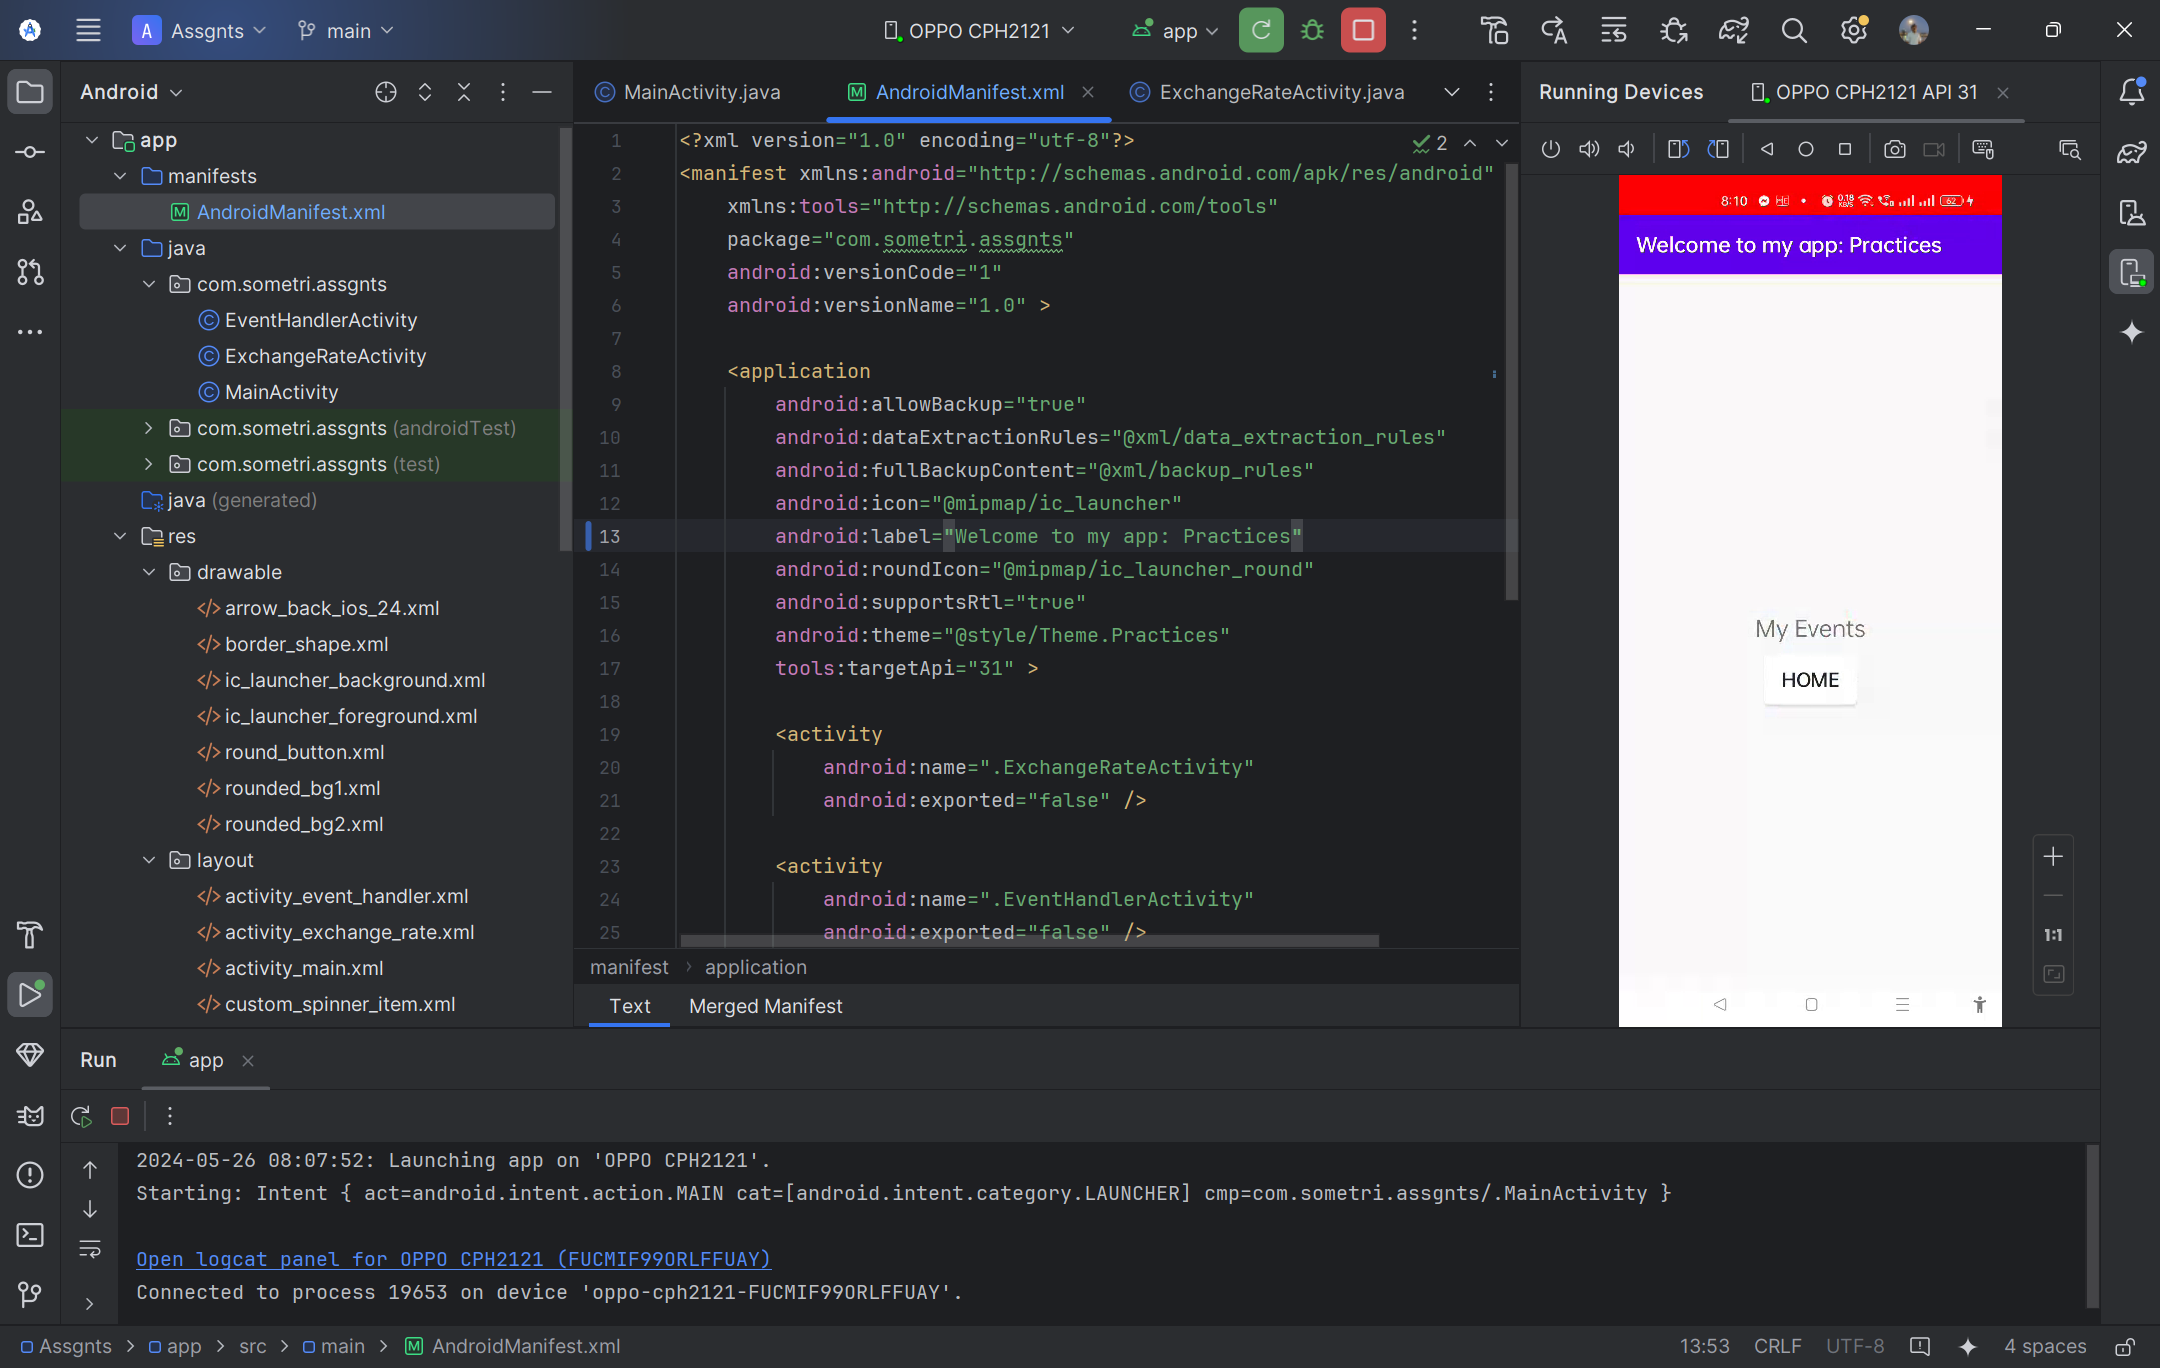 A Assgnts main OPPO CPH2121 app
Android
app
manifests
AndroidManifest.xml
java
com.sometri.assgnts
EventHandlerActivity
ExchangeRateActivity
MainActivity
com.sometri.assgnts (androidTest)
com.sometri.assgnts (test)
java (generated)
res
drawable
arrow_back_ios_24.xml
border_shape.xml
ic_launcher_background.xml
ic_launcher_foreground.xml
round_button.xml
rounded_bg1.xml
rounded_bg2.xml
layout
activity_event_handler.xml
activity_exchange_rate.xml
activity_main.xml
custom_spinner_item.xml
MainActivity.java AndroidManifest.xml ExchangeRateActivity.java
2
1 <?xml version="1.0" encoding="utf-8"?>
2 <manifest xmlns:android="http://schemas.android.com/apk/res/android"
3 xmlns:tools="http://schemas.android.com/tools"
4 package="com.sometri.assgnts"
5 android:versionCode="1"
6 android:versionName="1.0" >
7
8 <application
9 android:allowBackup="true"
10 android:dataExtractionRules="@xml/data_extraction_rules"
11 android:fullBackupContent="@xml/backup_rules"
12 android:icon="@mipmap/ic_launcher"
13 android:label="Welcome to my app: Practices"
14 android:roundIcon="@mipmap/ic_launcher_round"
15 android:supportsRtl="true"
16 android:theme="@style/Theme.Practices"
17 tools:targetApi="31" >
18
19 <activity
20 android:name=".ExchangeRateActivity"
21 android:exported="false" />
22
23 <activity
24 android:name=".EventHandlerActivity"
25 android:exported="false" />
manifest > application
Text Merged Manifest
Running Devices OPPO CPH2121 API 31
8:10 0.18 KB/S 62
Welcome to my app: Practices
My Events
HOME
1:1
Run app
2024-05-26 08:07:52: Launching app on 'OPPO CPH2121'.
Starting: Intent { act=android.intent.action.MAIN cat=[android.intent.category.LAUNCHER] cmp=com.sometri.assgnts/.MainActivity }
Open logcat panel for OPPO CPH2121 (FUCMIF99ORLFFUAY)
Connected to process 19653 on device 'oppo-cph2121-FUCMIF99ORLFFUAY'.
Assgnts > app > src > main > AndroidManifest.xml
13:53 CRLF UTF-8 4 spaces